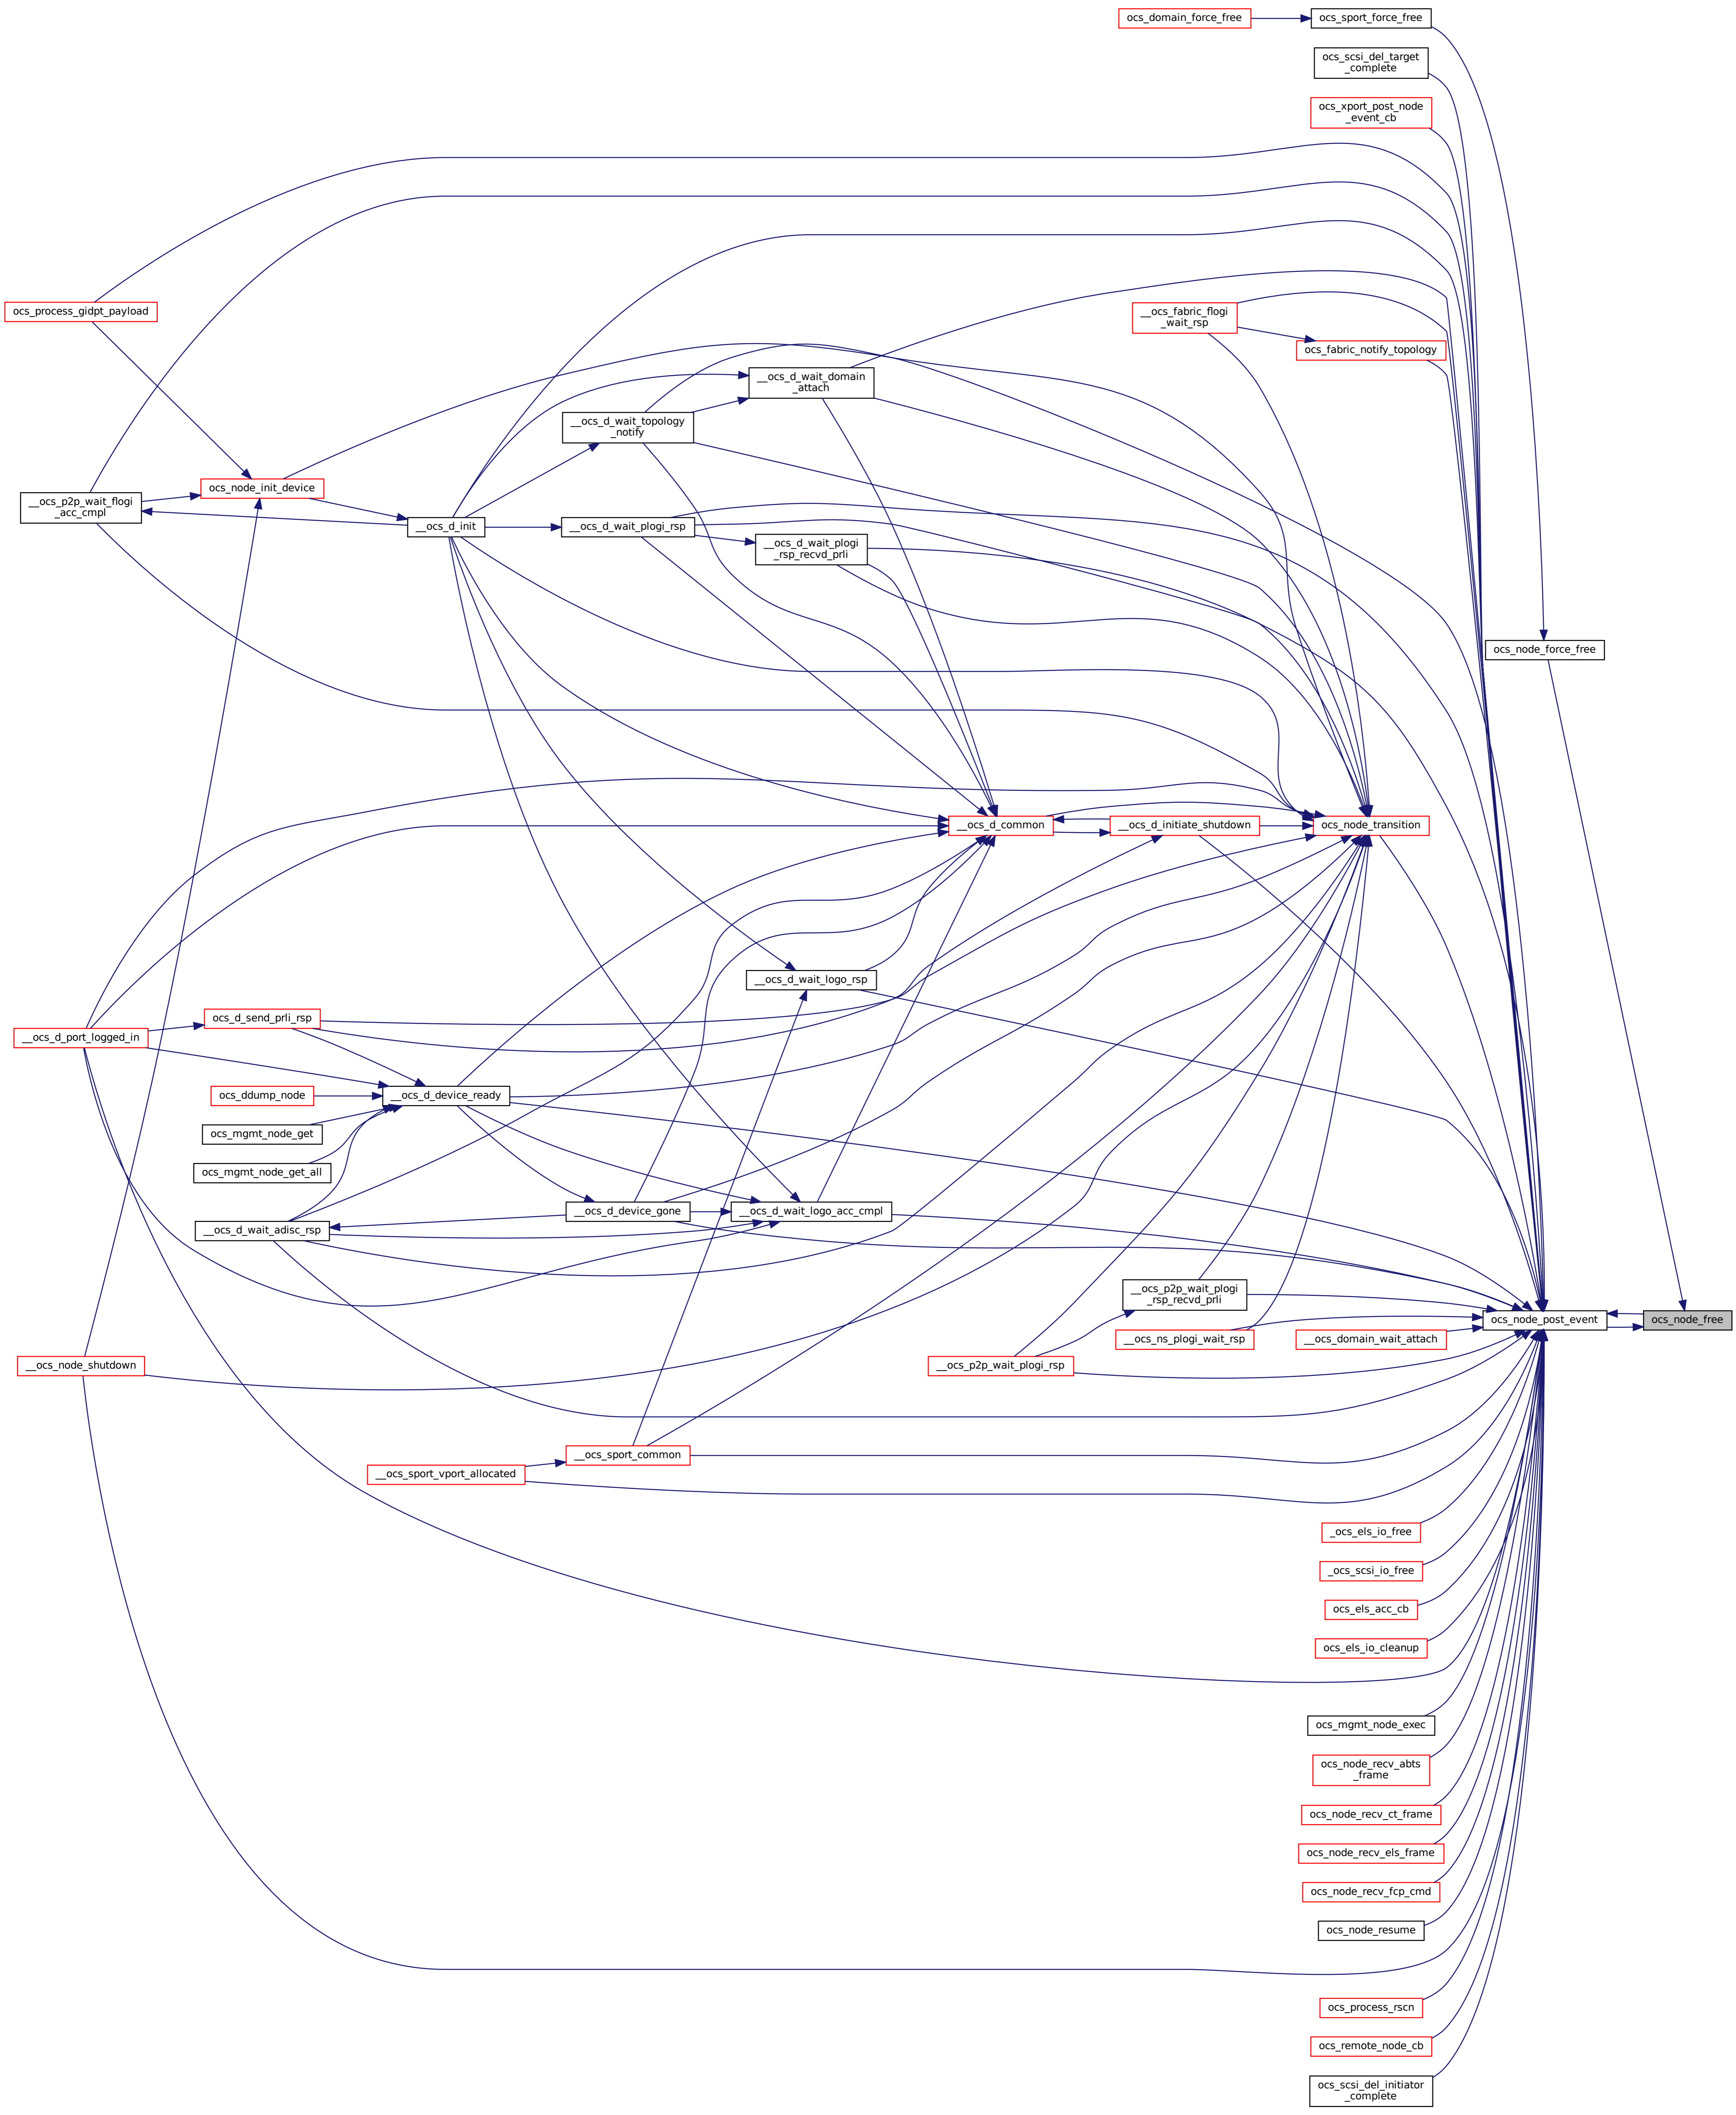 ocs_domain_force_free
ocs_sport_force_free
ocs_scsi_del_target
_complete
ocs_xport_post_node
_event_cb
ocs_process_gidpt_payload
__ocs_fabric_flogi
_wait_rsp
ocs_fabric_notify_topology
__ocs_d_wait_domain
_attach
__ocs_d_wait_topology
_notify
ocs_node_init_device
__ocs_p2p_wait_flogi
_acc_cmpl
__ocs_d_init
__ocs_d_wait_plogi_rsp
__ocs_d_wait_plogi
_rsp_recvd_prli
ocs_node_force_free
__ocs_d_common
__ocs_d_initiate_shutdown
ocs_node_transition
__ocs_d_wait_logo_rsp
ocs_d_send_prli_rsp
__ocs_d_port_logged_in
ocs_ddump_node
__ocs_d_device_ready
ocs_mgmt_node_get
ocs_mgmt_node_get_all
__ocs_d_device_gone
__ocs_d_wait_logo_acc_cmpl
__ocs_d_wait_adisc_rsp
__ocs_p2p_wait_plogi
_rsp_recvd_prli
ocs_node_post_event
ocs_node_free
__ocs_ns_plogi_wait_rsp
__ocs_domain_wait_attach
__ocs_node_shutdown
__ocs_p2p_wait_plogi_rsp
__ocs_sport_common
__ocs_sport_vport_allocated
_ocs_els_io_free
_ocs_scsi_io_free
ocs_els_acc_cb
ocs_els_io_cleanup
ocs_mgmt_node_exec
ocs_node_recv_abts
_frame
ocs_node_recv_ct_frame
ocs_node_recv_els_frame
ocs_node_recv_fcp_cmd
ocs_node_resume
ocs_process_rscn
ocs_remote_node_cb
ocs_scsi_del_initiator
_complete